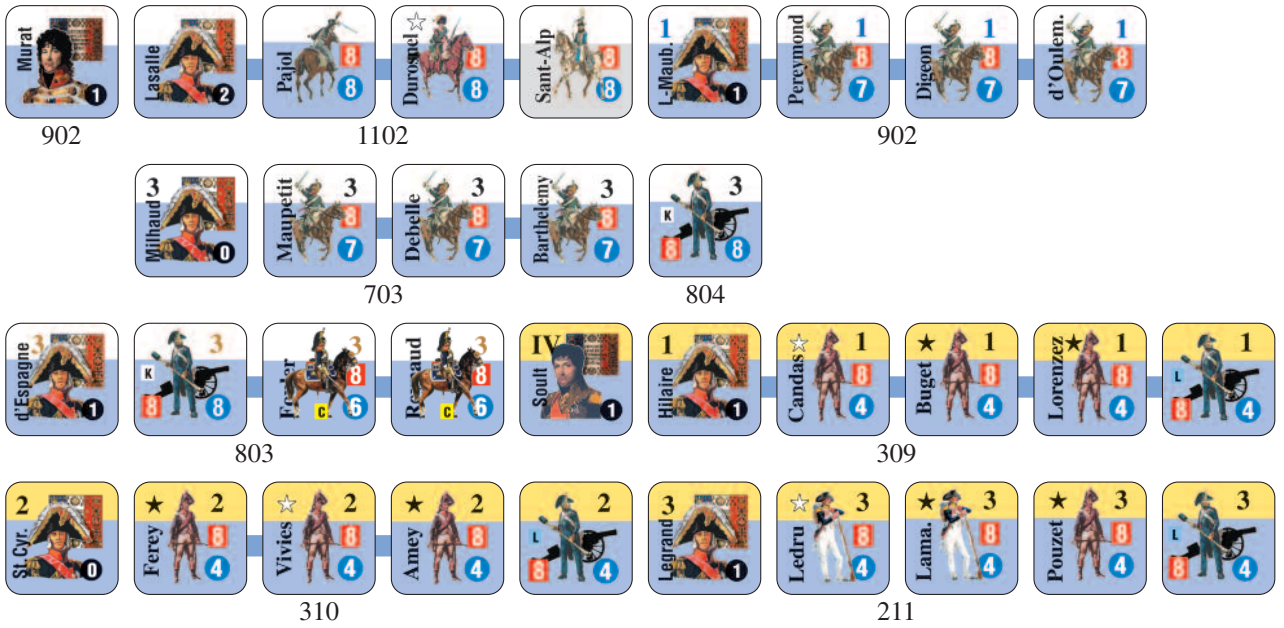 Murat 1
Lasalle 2
Pajol 8 8
Durosnel 8 8
Sant-Alp 8 8
1 L-Maub. 1
1 Pereymond 8 7
1 Digeon 8 7
1 d'Oulem. 8 7
902
1102
902
3 Milhaud 0
3 Maupetit 8 7
3 Debelle 8 7
3 Barthelemy 8 7
3 K 8 8
703
804
3 d'Espagne 1
3 K 8 8
3 8 C 6
3 8 C 6
IV Soult 1
1 Hilaire 1
★ 1 Candas 8 4
★ 1 Buget 8 4
★ 1 Lorenzez 8 4
1 L 8 4
803
309
2 St. Cyr. 0
★ 2 Ferey 8 4
★ 2 Vivies 8 4
★ 2 Amey 8 4
2 L 8 4
3 Legrand 1
★ 3 Ledru 8 4
★ 3 Lama. 8 4
★ 3 Pouzet 8 4
3 L 8 4
310
211